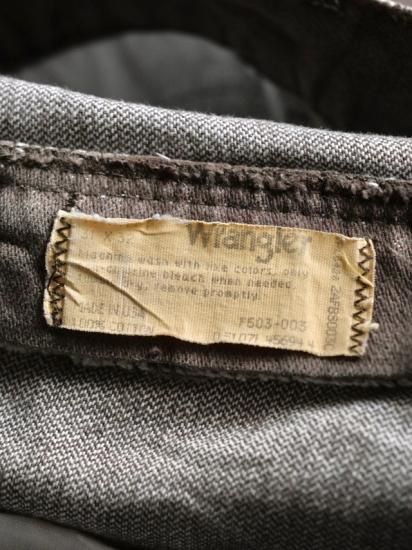 Wrangler
Machine wash with like colors, only
chlorine bleach when needed
dry, remove promptly.
MADE IN USA
F503-003
100% COTTON